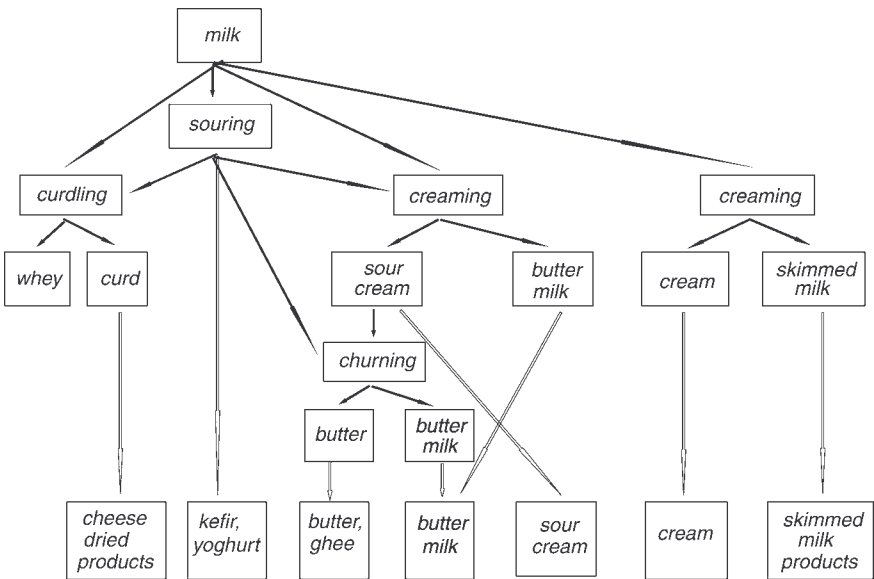 milk
souring
curdling
creaming
creaming
whey
curd
sour
cream
butter
milk
cream
skimmed
milk
churning
butter
butter
milk
cheese
dried
products
kefir,
yoghurt
butter,
ghee
butter
milk
sour
cream
cream
skimmed
milk
products